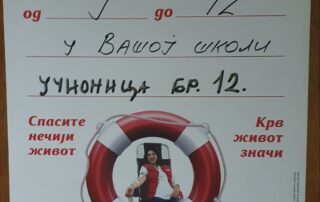 од 9 до 12
у Вашој школи
учионица бр. 12.
Спасите Крв
нечији живот
живот значи